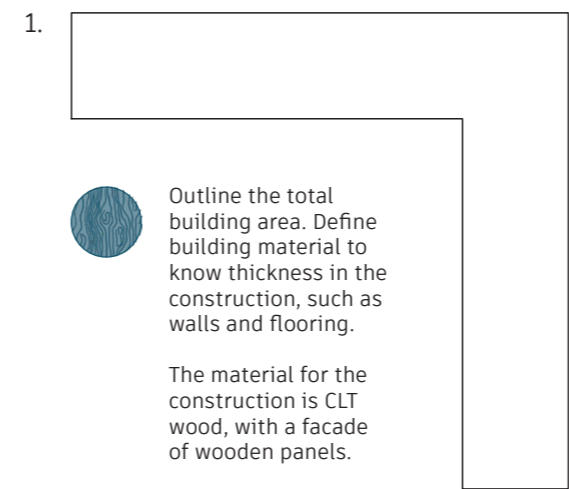 1.
Outline the total
building area. Define
building material to
know thickness in the
construction, such as
walls and flooring.
The material for the
construction is CLT
wood, with a facade
of wooden panels.